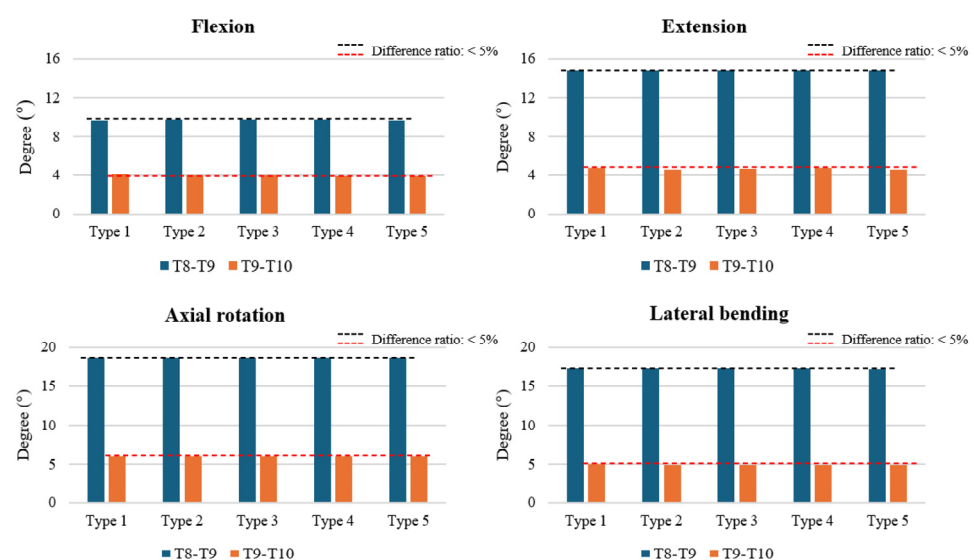 Flexion
Difference ratio: < 5%
Degree (°)
16
12
8
4
0
Type 1 Type 2 Type 3 Type 4 Type 5
T8-T9 T9-T10
Extension
Difference ratio: < 5%
Degree (°)
16
12
8
4
0
Type 1 Type 2 Type 3 Type 4 Type 5
T8-T9 T9-T10
Axial rotation
Difference ratio: < 5%
Degree (°)
20
15
10
5
0
Type 1 Type 2 Type 3 Type 4 Type 5
T8-T9 T9-T10
Lateral bending
Difference ratio: < 5%
Degree (°)
20
15
10
5
0
Type 1 Type 2 Type 3 Type 4 Type 5
T8-T9 T9-T10